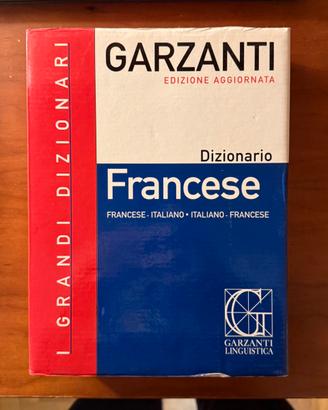 I GRANDI DIZIONARI
GARZANTI
EDIZIONE AGGIORNATA
Dizionario
Francese
FRANCESE - ITALIANO • ITALIANO - FRANCESE
GARZANTI
LINGUISTICA